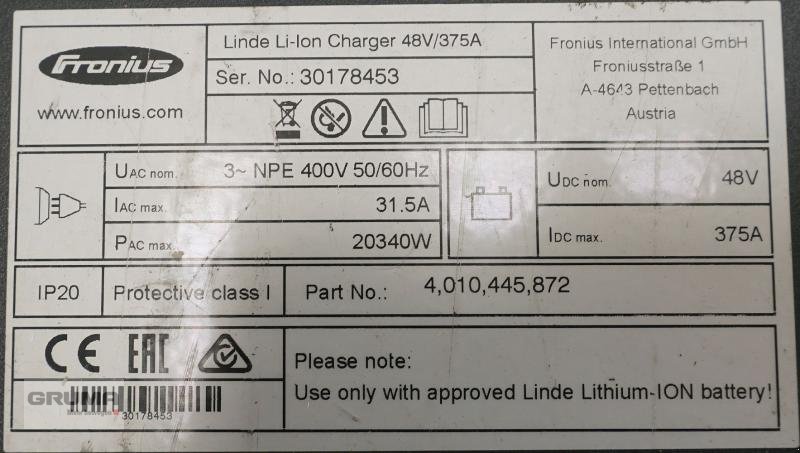 Fronius
www.fronius.com
Linde Li-Ion Charger 48V/375A
Ser. No.: 30178453
Fronius International GmbH
Froniusstraße 1
A-4643 Pettenbach
Austria
UAC nom. 3~ NPE 400V 50/60Hz
IAC max. 31.5A
PAC max. 20340W
UDC nom. 48V
IDC max. 375A
IP20
Protective class I
Part No.: 4,010,445,872
CE EAC
GRUMA
30178453
Please note:
Use only with approved Linde Lithium-ION battery!